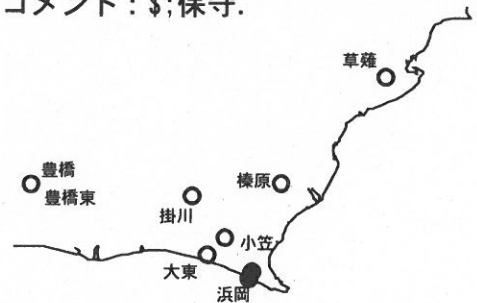 コメント : $;保守.
草薙
豊橋
豊橋東
榛原
掛川
小笠
大東
浜岡